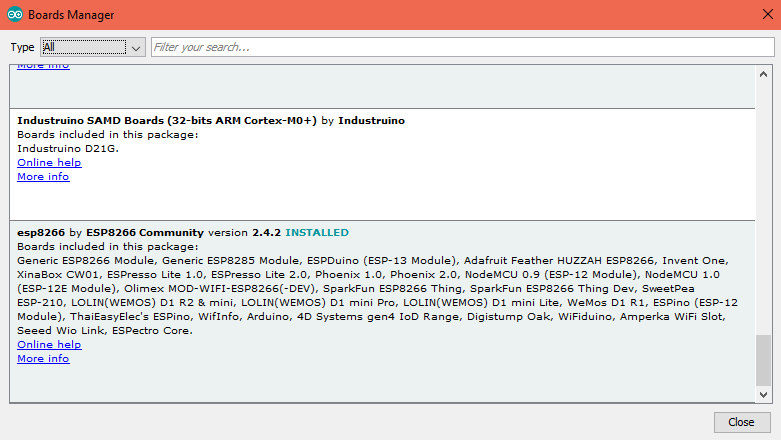 Boards Manager
Type All Filter your search...
More info
Industruino SAMD Boards (32-bits ARM Cortex-M0+) by Industruino
Boards included in this package:
Industruino D21G.
Online help
More info
esp8266 by ESP8266 Community version 2.4.2 INSTALLED
Boards included in this package:
Generic ESP8266 Module, Generic ESP8285 Module, ESPDuino (ESP-13 Module), Adafruit Feather HUZZAH ESP8266, Invent One,
XinaBox CW01, ESPresso Lite 1.0, ESPresso Lite 2.0, Phoenix 1.0, Phoenix 2.0, NodeMCU 0.9 (ESP-12 Module), NodeMCU 1.0
(ESP-12E Module), Olimex MOD-WIFI-ESP8266(-DEV), SparkFun ESP8266 Thing, SparkFun ESP8266 Thing Dev, SweetPea
ESP-210, LOLIN(WEMOS) D1 R2 & mini, LOLIN(WEMOS) D1 mini Pro, LOLIN(WEMOS) D1 mini Lite, WeMos D1 R1, ESPino (ESP-12
Module), ThaiEasyElec's ESPino, WifInfo, Arduino, 4D Systems gen4 IoD Range, Digistump Oak, WiFiduino, Amperka WiFi Slot,
Seeed Wio Link, ESPectro Core.
Online help
More info
Close